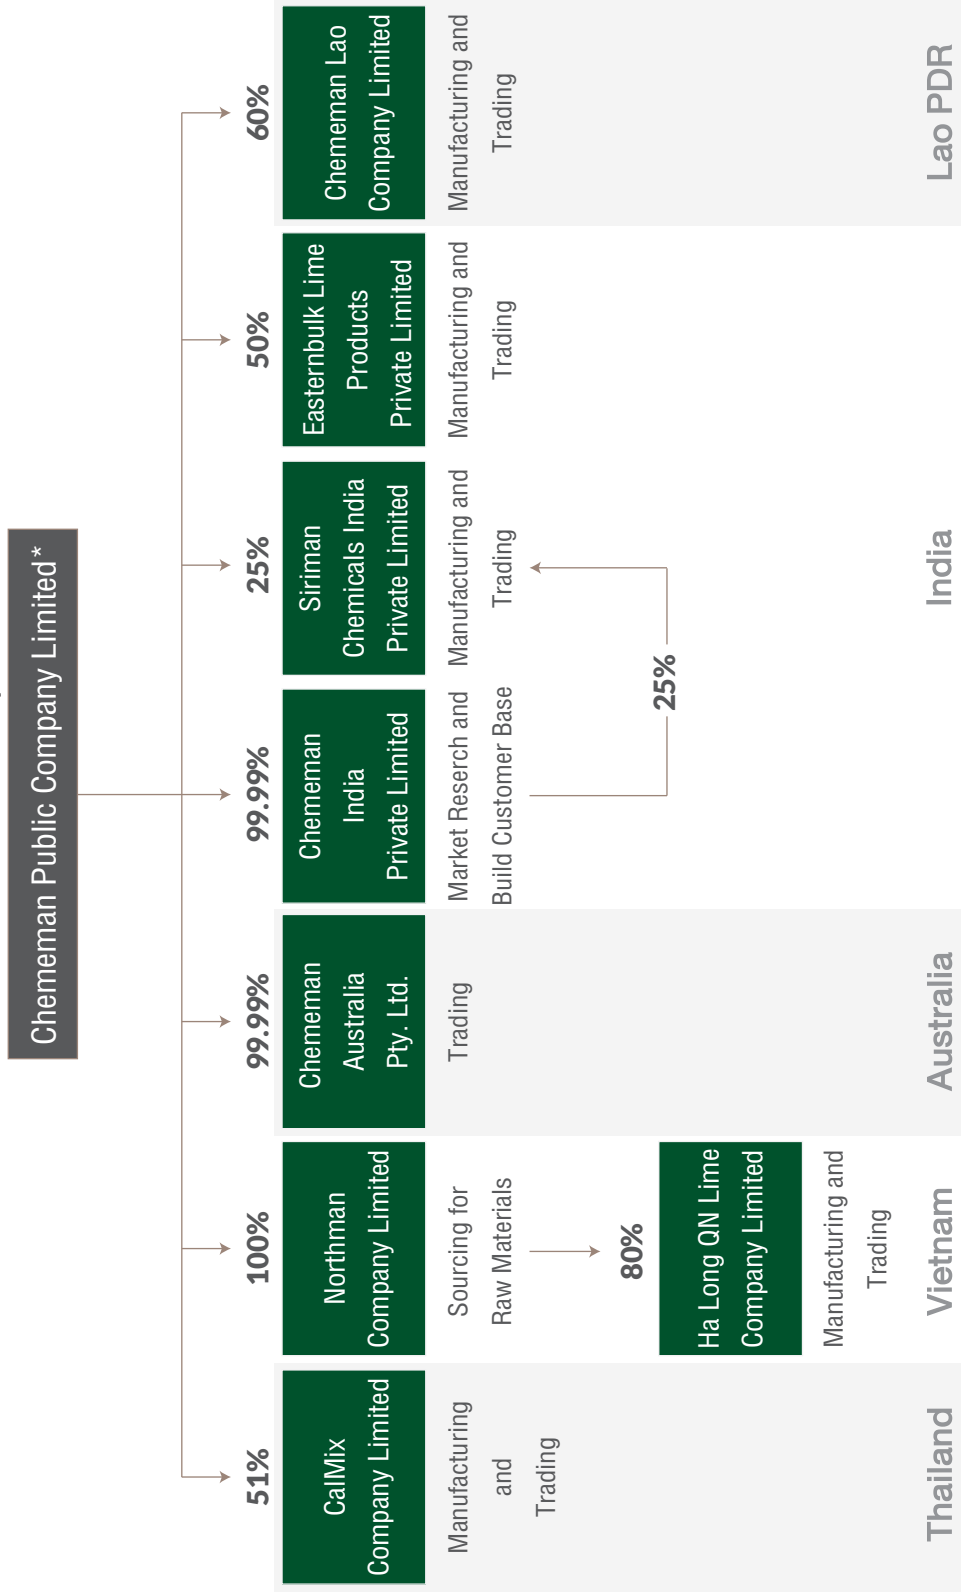 Chememan Public Company Limited*
51%
CalMix
Company Limited
Manufacturing
and
Trading
Thailand
100%
Northman
Company Limited
Sourcing for
Raw Materials
80%
Ha Long QN Lime
Company Limited
Manufacturing and
Trading
Vietnam
99.99%
Chememan
Australia
Pty. Ltd.
Trading
Australia
99.99%
Chememan
India
Private Limited
Market Reserch and
Build Customer Base
25%
25%
Siriman
Chemicals India
Private Limited
Manufacturing and
Trading
50%
Easternbulk Lime
Products
Private Limited
Manufacturing and
Trading
India
60%
Chememan Lao
Company Limited
Manufacturing and
Trading
Lao PDR